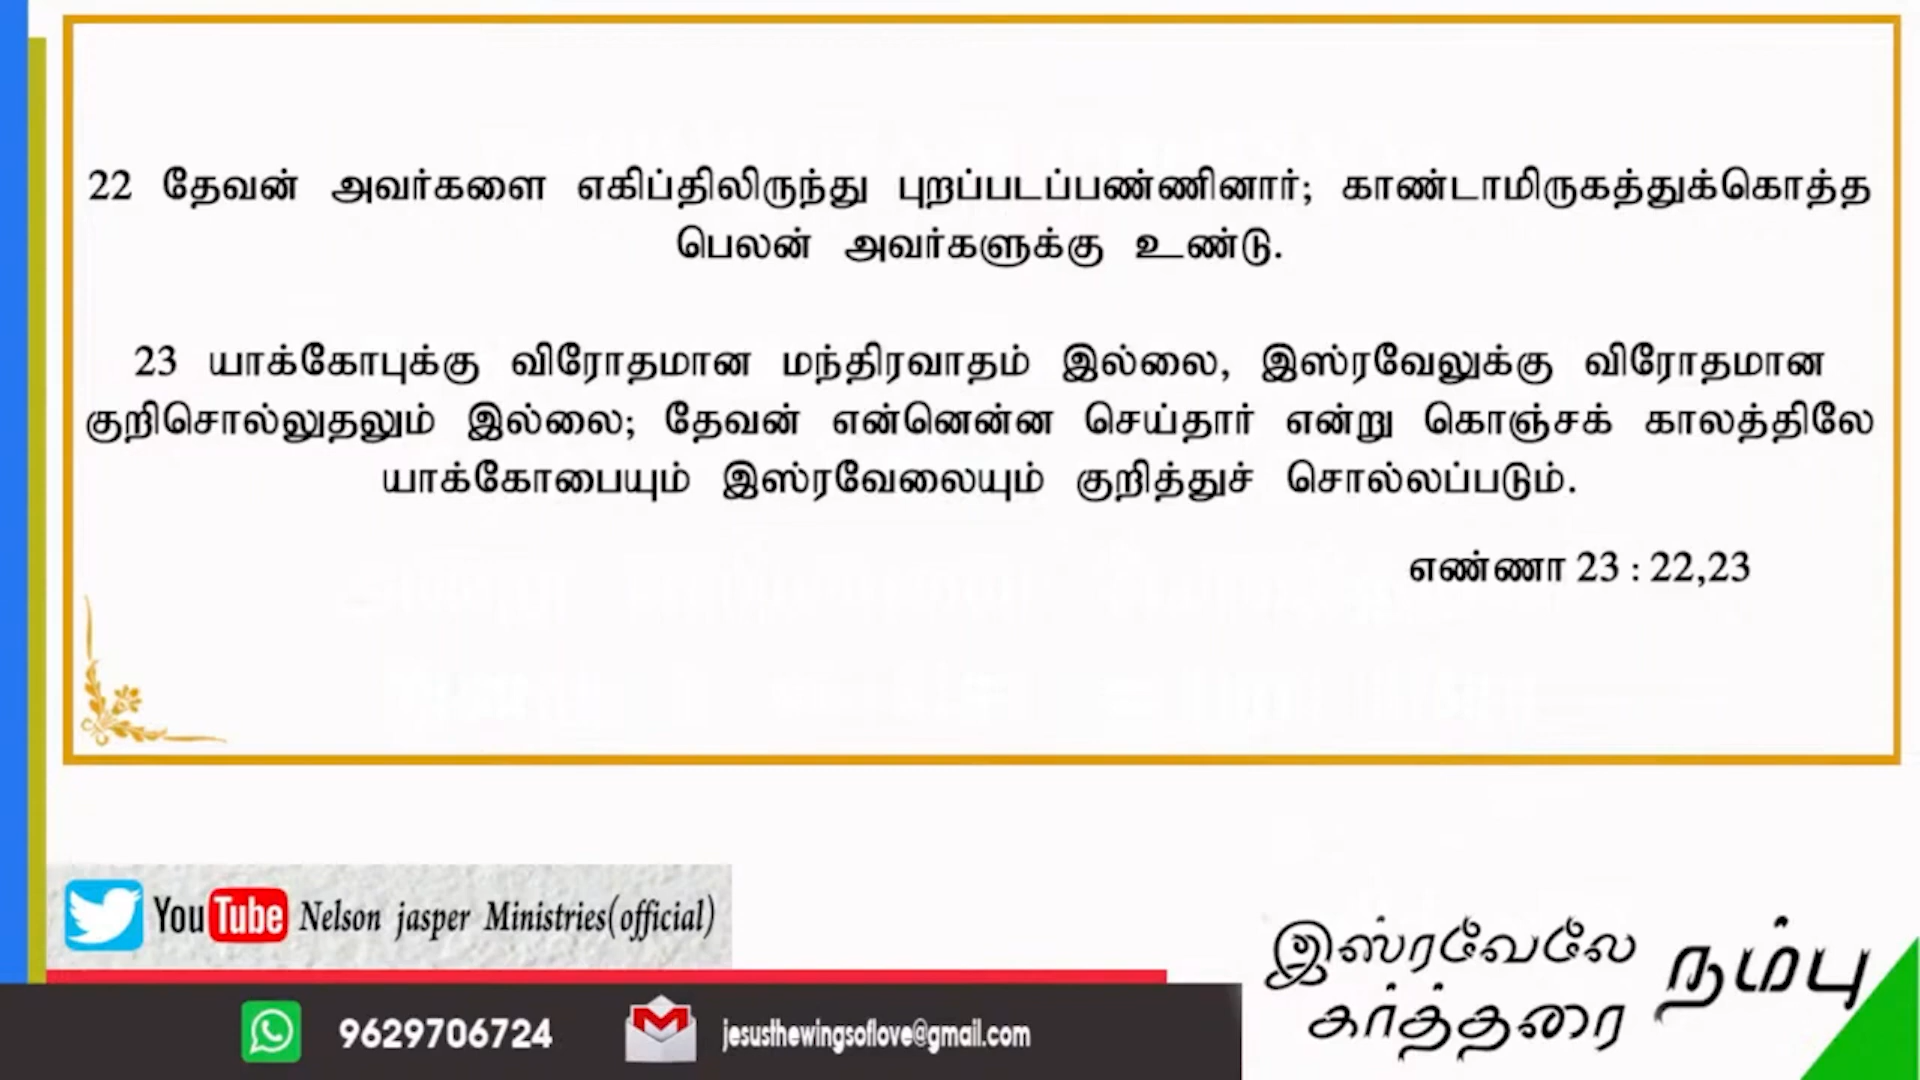 22 தேவன் அவர்களை எகிப்திலிருந்து புறப்படப்பண்ணினார்; காண்டாமிருகத்துக்கொத்த
பெலன் அவர்களுக்கு உண்டு.
23 யாக்கோபுக்கு விரோதமான மந்திரவாதம் இல்லை, இஸ்ரவேலுக்கு விரோதமான
குறிசொல்லுதலும் இல்லை; தேவன் என்னென்ன செய்தார் என்று கொஞ்சக் காலத்திலே
யாக்கோபையும் இஸ்ரவேலையும் குறித்துச் சொல்லப்படும்.
எண்ணா 23 : 22,23
YouTube Nelson jasper Ministries(official)
9629706724 jesusthewingsoflove@gmail.com
இஸ்ரவேலே நம்பு
கர்த்தரை